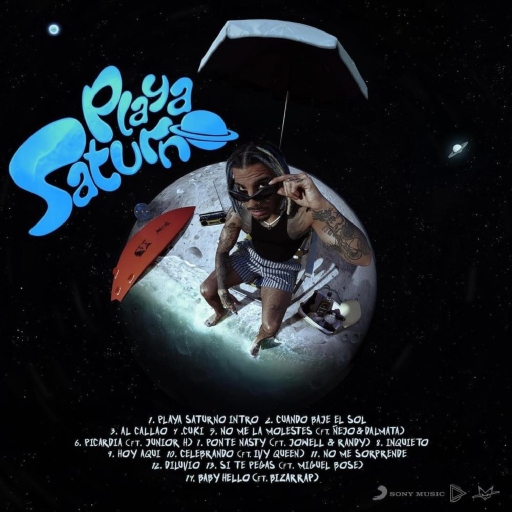 Playa
Saturno
1. PLAYA SATURNO INTRO 2. CUANDO BAJE EL SOL
3. AL CALLAO 4 .CUKI 5. NO ME LA MOLESTES (FT. ÑEJO & DALMATA)
6. PICARDIA (FT. JUNIOR H) 7. PONTE NASTY (FT. JOWELL & RANDY) 8. INQUIETO
9. HOY AQUI 10. CELEBRANDO (FT. IVY QUEEN) 11. NO ME SORPRENDE
12. DILUVIO 13. SI TE PEGAS (FT. MIGUEL BOSE)
14. BABY HELLO (FT. BIZARRAP)
SONY MUSIC